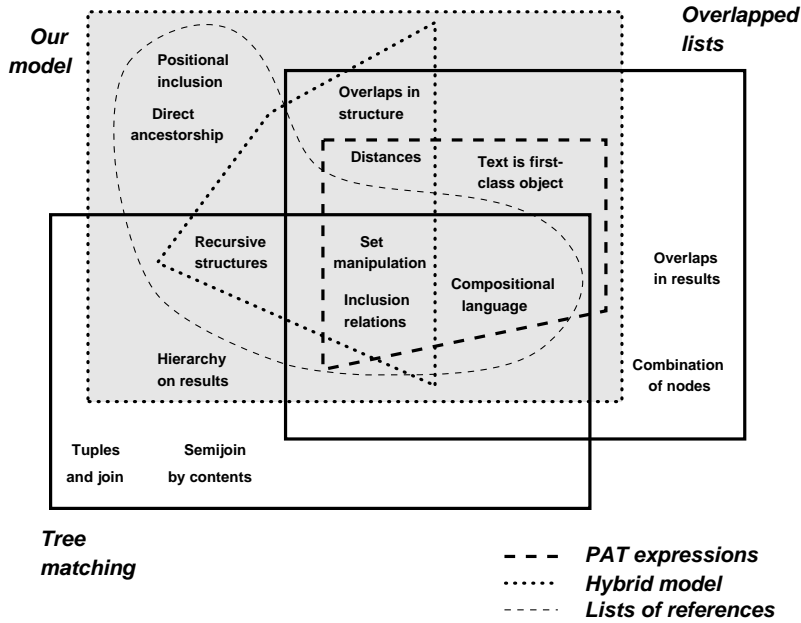 Our
model
Overlapped
lists
Positional
inclusion
Direct
ancestorship
Overlaps in
structure
Distances
Text is first-
class object
Recursive
structures
Set
manipulation
Inclusion
relations
Compositional
language
Overlaps
in results
Hierarchy
on results
Combination
of nodes
Tuples
and join
Semijoin
by contents
Tree
matching
PAT expressions
Hybrid model
Lists of references